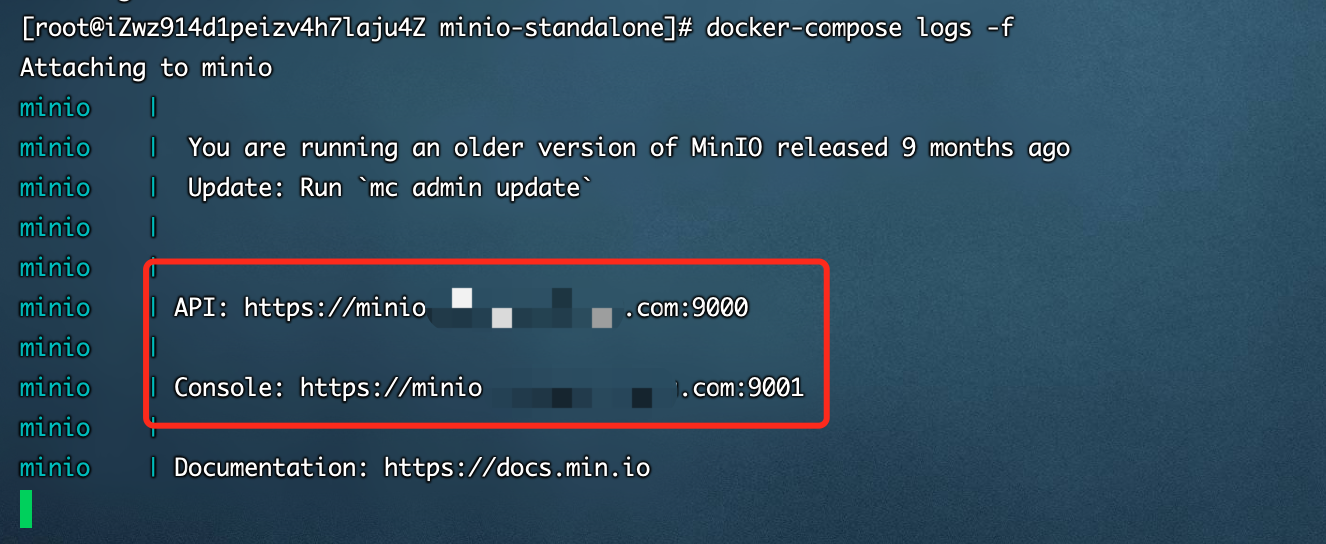 [root@iZwz914d1peizv4h7laju4Z minio-standalone]# docker-compose logs -f
Attaching to minio
minio |
minio | You are running an older version of MinIO released 9 months ago
minio | Update: Run `mc admin update`
minio |
minio |
minio | API: https://minio .com:9000
minio |
minio | Console: https://minio .com:9001
minio |
minio | Documentation: https://docs.min.io